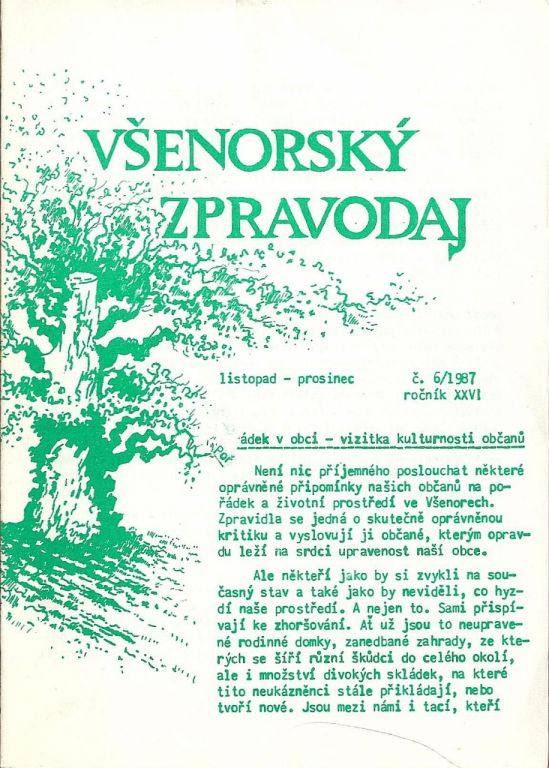 VŠENORSKÝ
ZPRAVODAJ
listopad - prosinec č. 6/1987
ročník XXVI
Pořádek v obci - vizitka kulturnosti občanů
Není nic příjemného poslouchat některé
oprávněné připomínky našich občanů na po-
řádek a životní prostředí ve Všenorech.
Zpravidla se jedná o skutečně oprávněnou
kritiku a vyslovují ji občané, kterým oprav-
du leží na srdci upravenost naší obce.
Ale někteří jako by si zvykli na sou-
časný stav a také jako by neviděli, co hyz-
dí naše prostředí. A nejen to. Sami přispí-
vají ke zhoršování. Ať už jsou to neuprave-
né rodinné domky, zanedbané zahrady, ze kte-
rých se šíří různí škůdci do celého okolí,
ale i množství divokých skládek, na které
tito neukázněnci stále přikládají, nebo
tvoří nové. Jsou mezi námi i tací, kteří